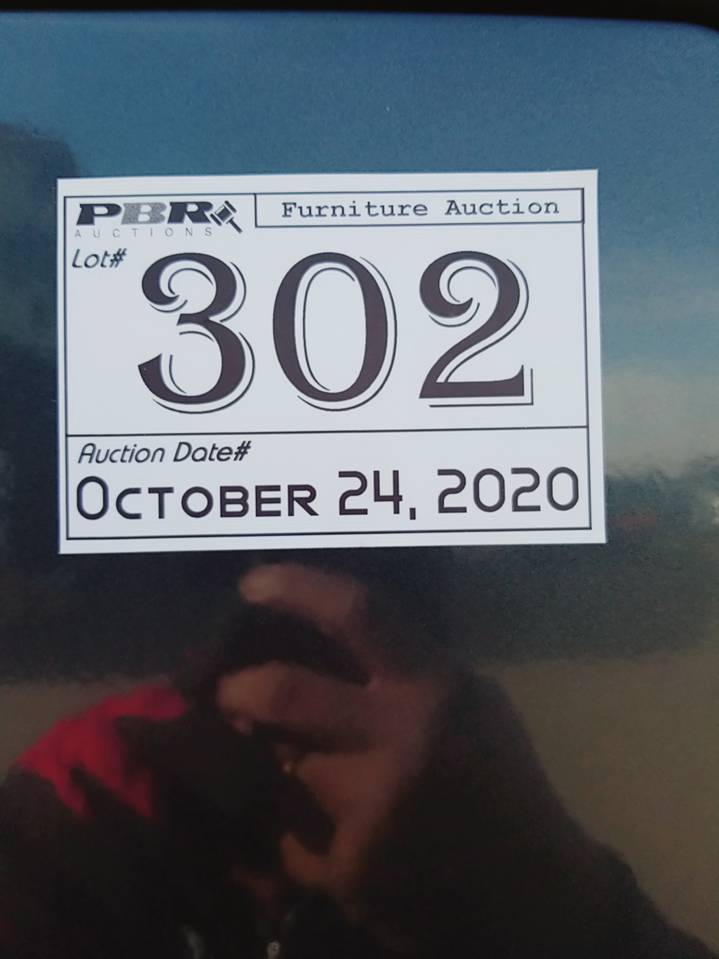 PBR
AUCTIONS
Furniture Auction
Lot#
302
Auction Date#
OCTOBER 24, 2020